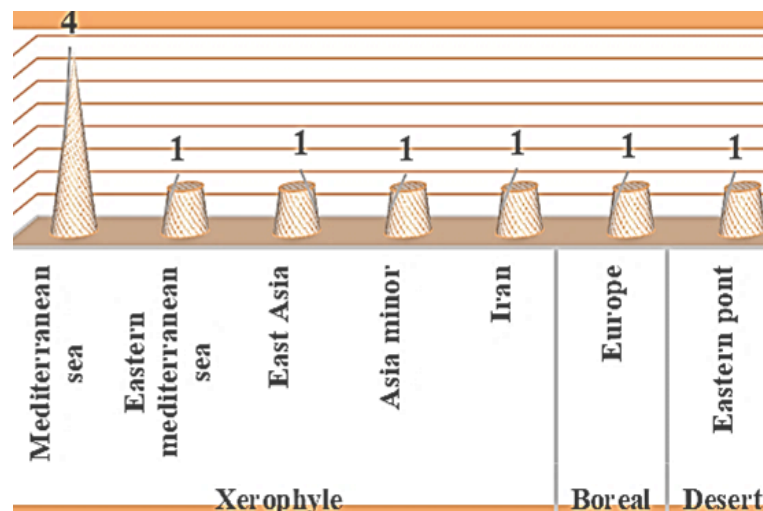 4
1
1
1
1
1
1
Mediterranean
sea
Eastern
mediterranean
sea
East Asia
Asia minor
Iran
Europe
Eastern pont
Xerophyle
Boreal
Desert